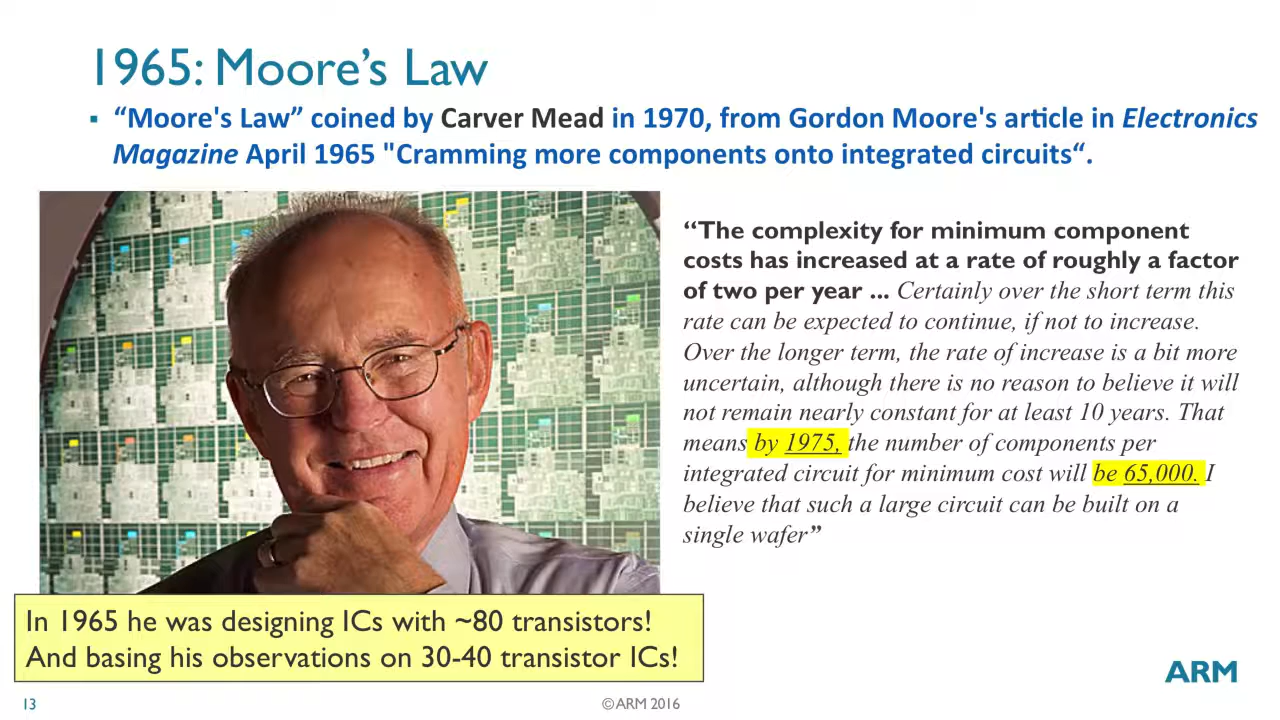 1965: Moore’s Law
▪ “Moore's Law” coined by Carver Mead in 1970, from Gordon Moore's article in Electronics
Magazine April 1965 "Cramming more components onto integrated circuits“.
“The complexity for minimum component
costs has increased at a rate of roughly a factor
of two per year ... Certainly over the short term this
rate can be expected to continue, if not to increase.
Over the longer term, the rate of increase is a bit more
uncertain, although there is no reason to believe it will
not remain nearly constant for at least 10 years. That
means by 1975, the number of components per
integrated circuit for minimum cost will be 65,000. I
believe that such a large circuit can be built on a
single wafer”
In 1965 he was designing ICs with ~80 transistors!
And basing his observations on 30-40 transistor ICs!
ARM
13
© ARM 2016